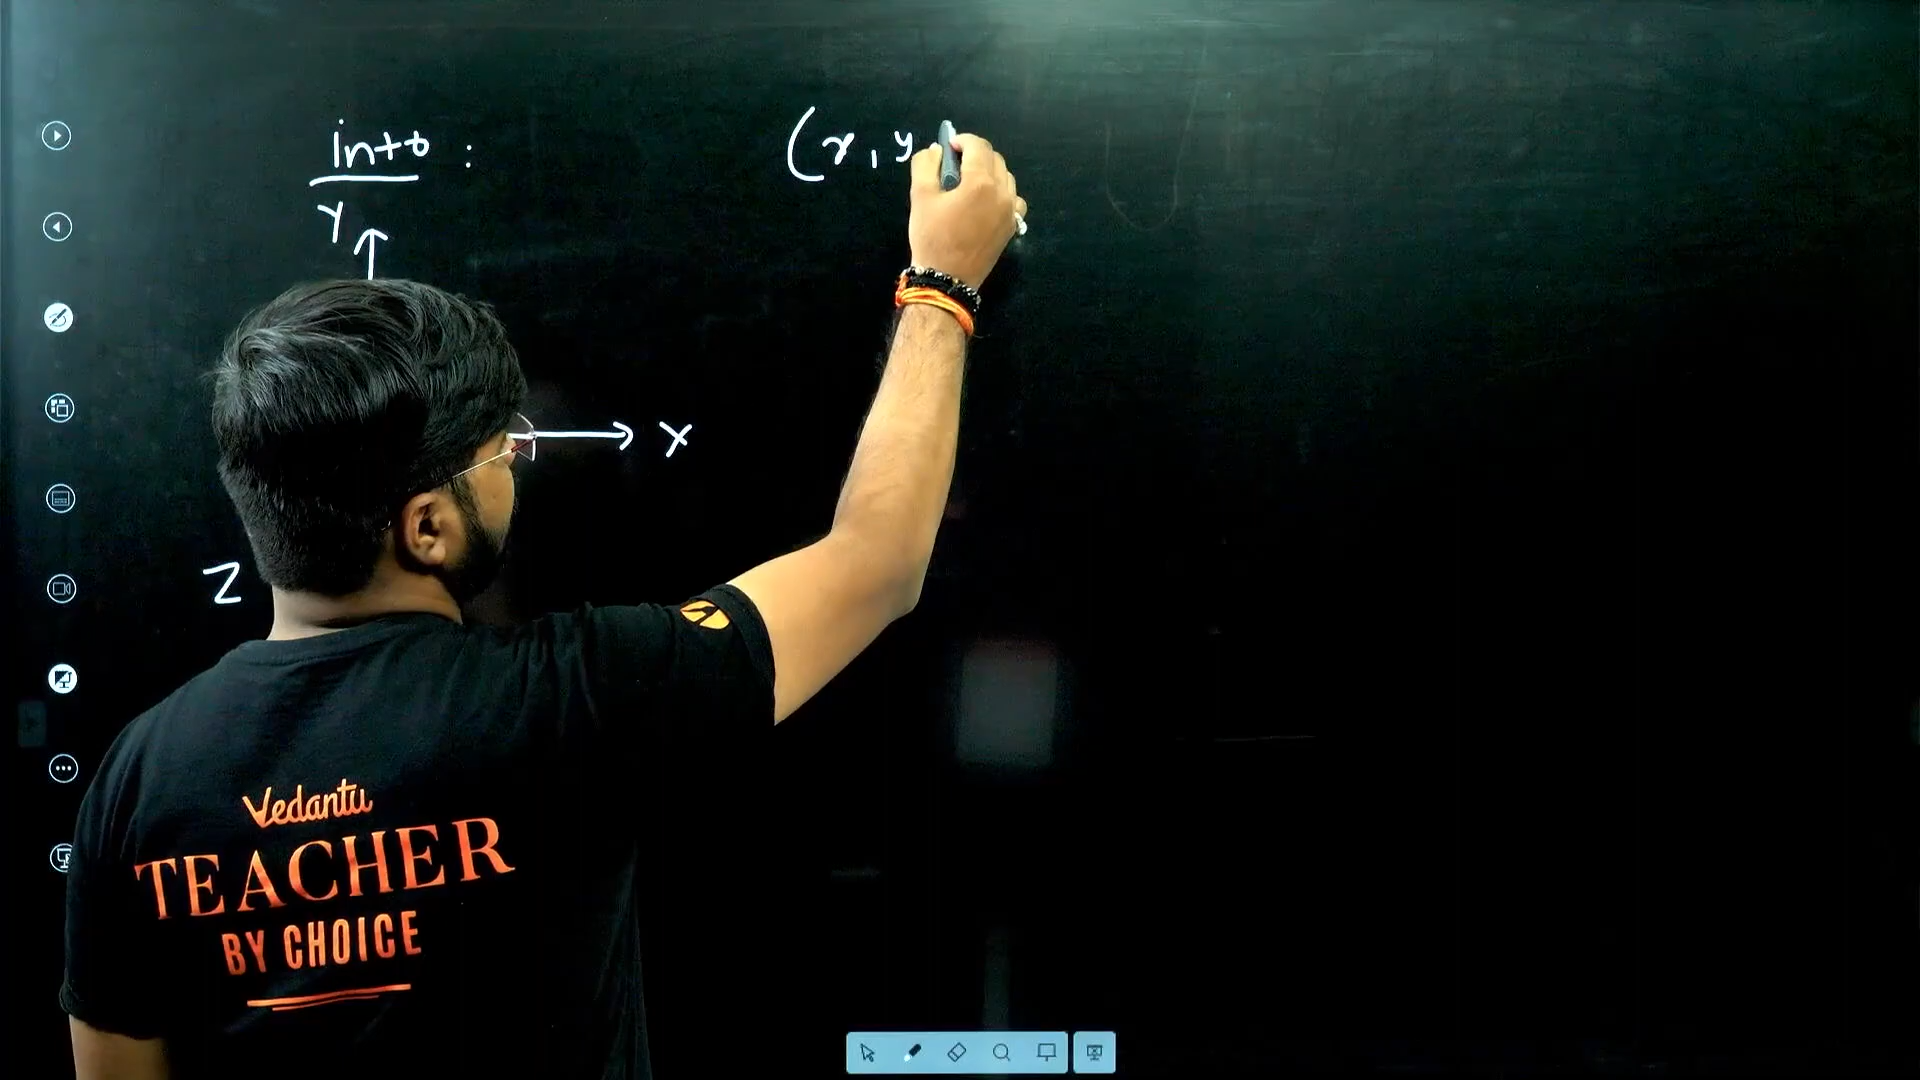 Intro :
(x, y
Y
X
Z
Vedantu
TEACHER
BY CHOICE